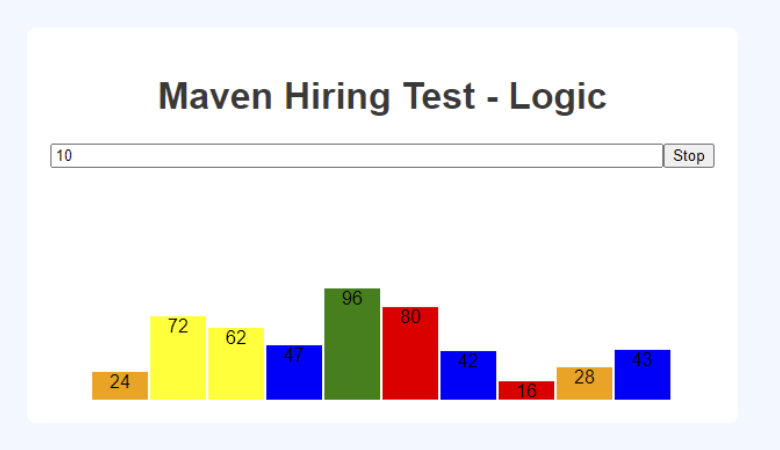 Maven Hiring Test - Logic
10 Stop
24 72 62 47 96 80 42 16 28 43